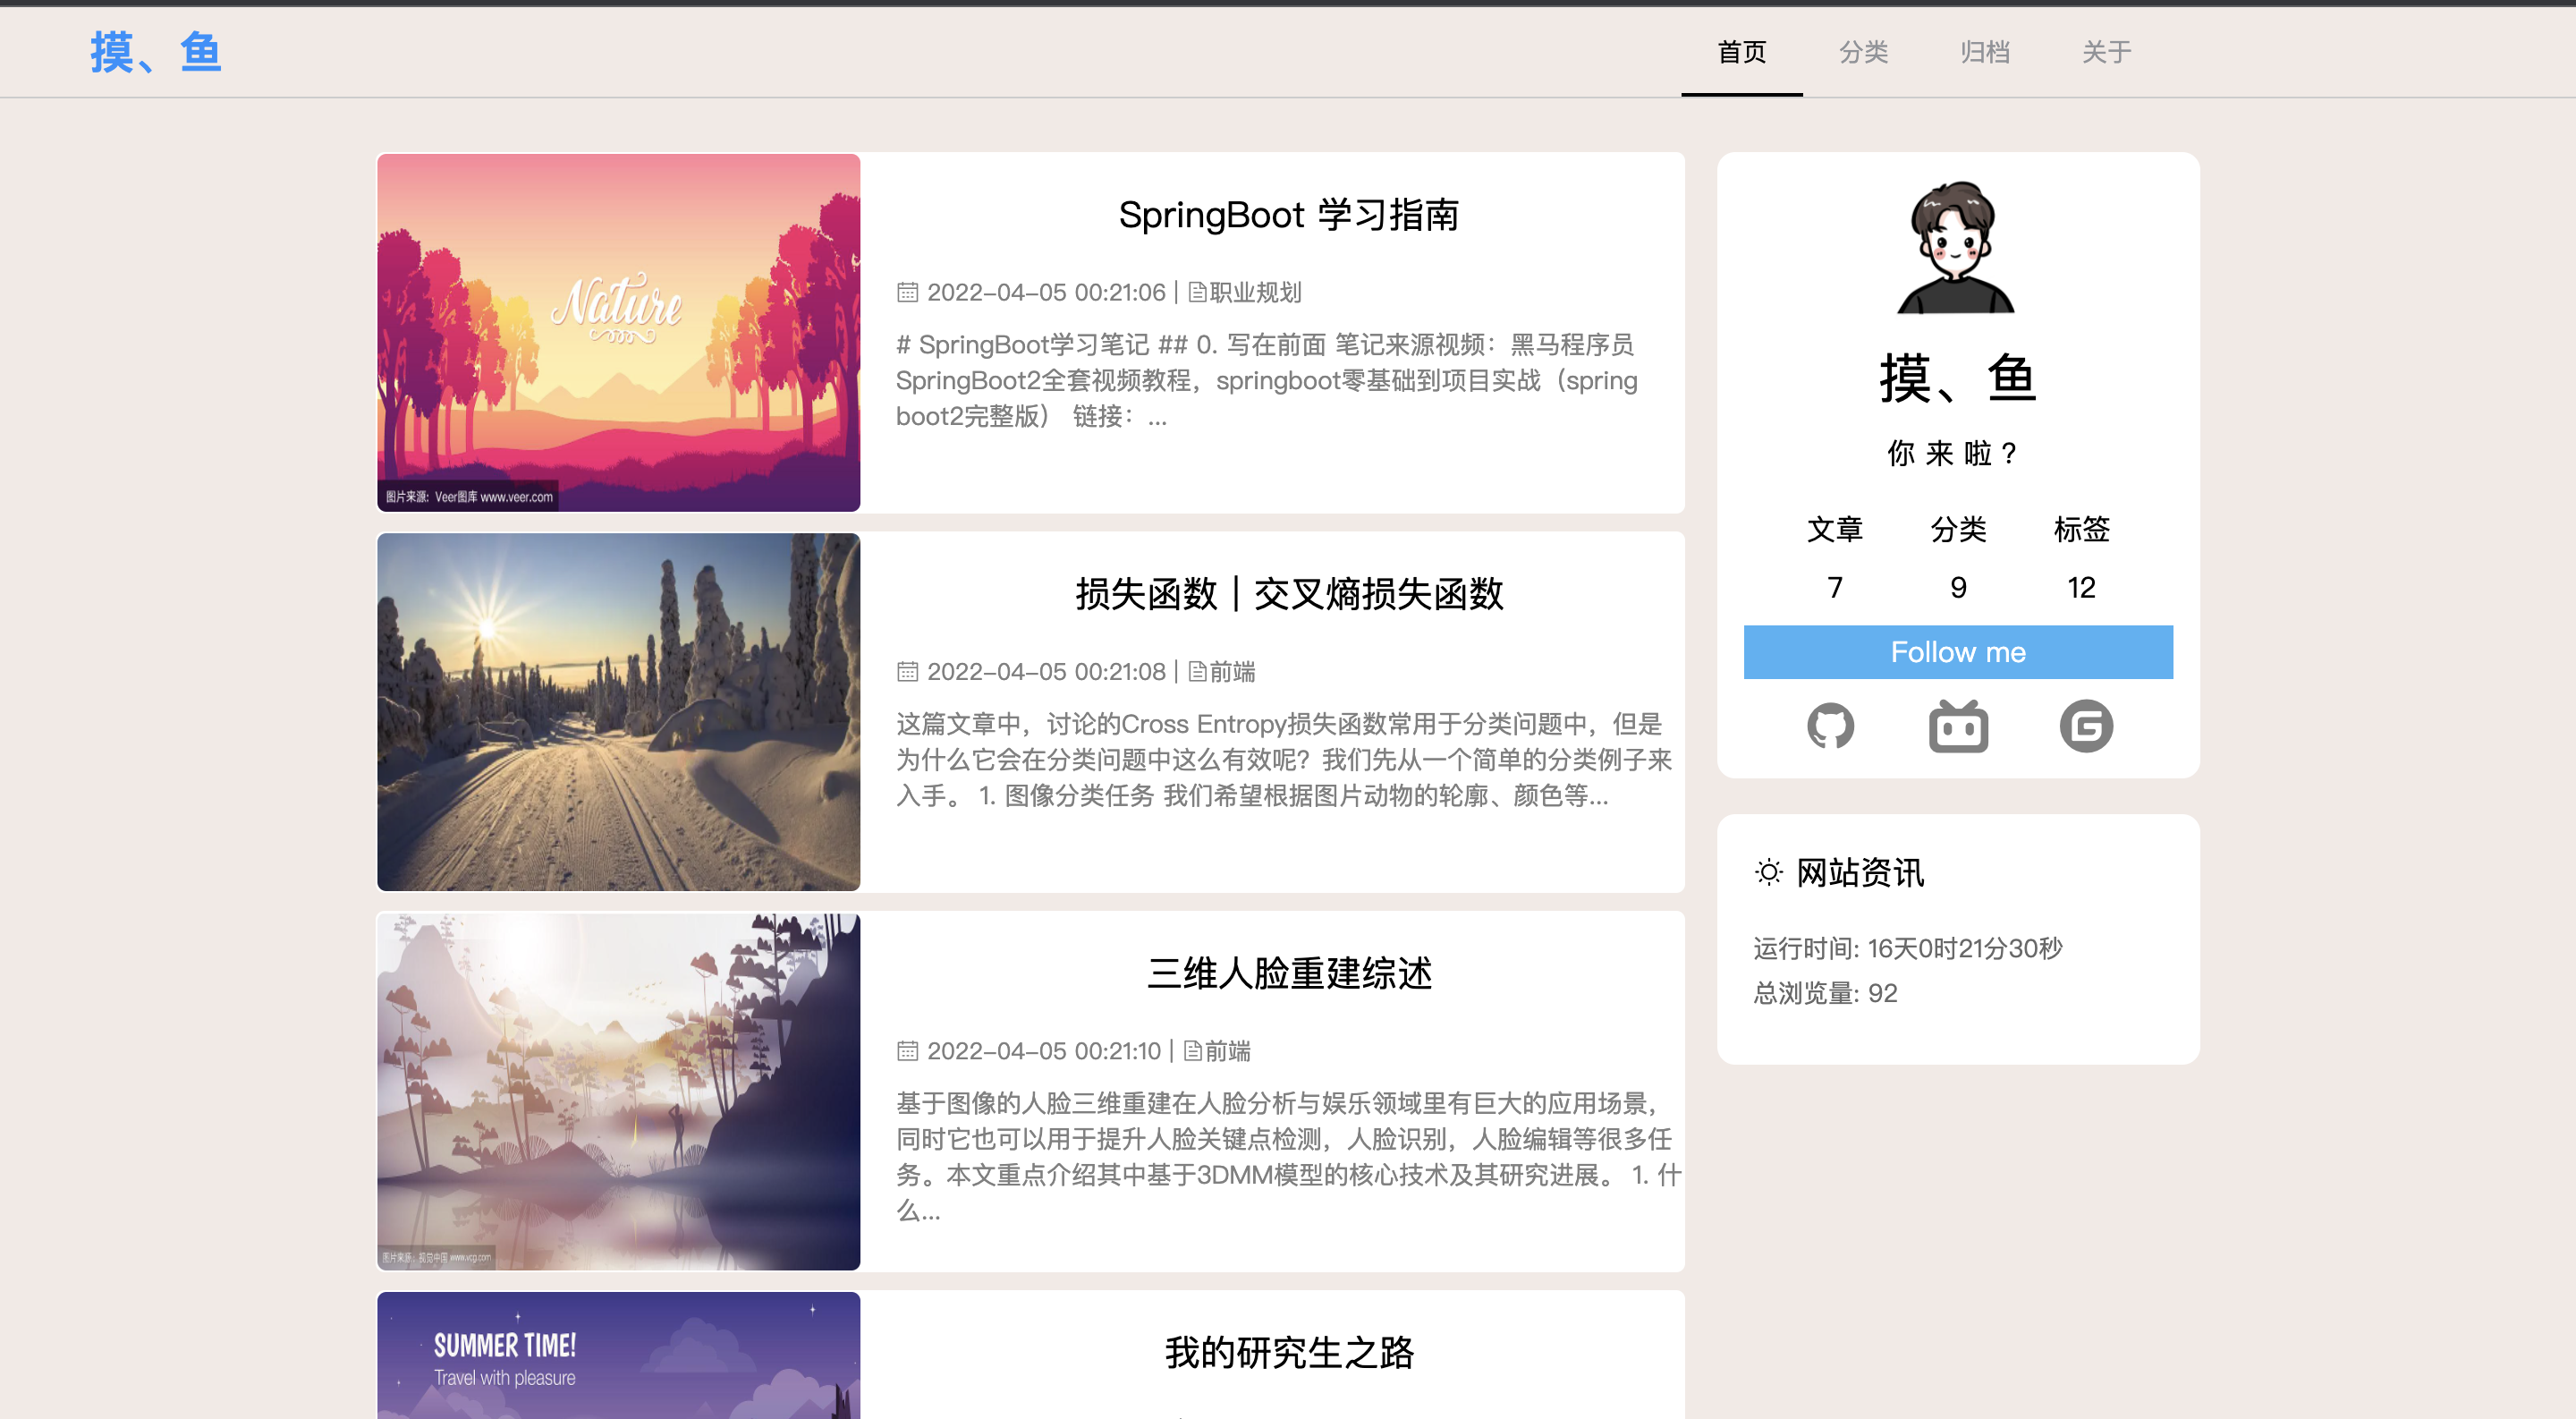 摸、鱼
首页 分类 归档 关于
Nature
图片来源：Veer图库 www.veer.com
SpringBoot 学习指南
2022-04-05 00:21:06 | 职业规划
# SpringBoot学习笔记 ## 0. 写在前面 笔记来源视频：黑马程序员
SpringBoot2全套视频教程，springboot零基础到项目实战（spring
boot2完整版） 链接：...
损失函数｜交叉熵损失函数
2022-04-05 00:21:08 | 前端
这篇文章中，讨论的Cross Entropy损失函数常用于分类问题中，但是
为什么它会在分类问题中这么有效呢？我们先从一个简单的分类例子来
入手。 1. 图像分类任务 我们希望根据图片动物的轮廓、颜色等...
图片来源：视觉中国 www.vcg.com
三维人脸重建综述
2022-04-05 00:21:10 | 前端
基于图像的人脸三维重建在人脸分析与娱乐领域里有巨大的应用场景，
同时它也可以用于提升人脸关键点检测，人脸识别，人脸编辑等很多任
务。本文重点介绍其中基于3DMM模型的核心技术及其研究进展。 1. 什
么...
SUMMER TIME!
Travel with pleasure
我的研究生之路
摸、鱼
你 来 啦 ?
文章 分类 标签
7 9 12
Follow me
网站资讯
运行时间: 16天0时21分30秒
总浏览量: 92